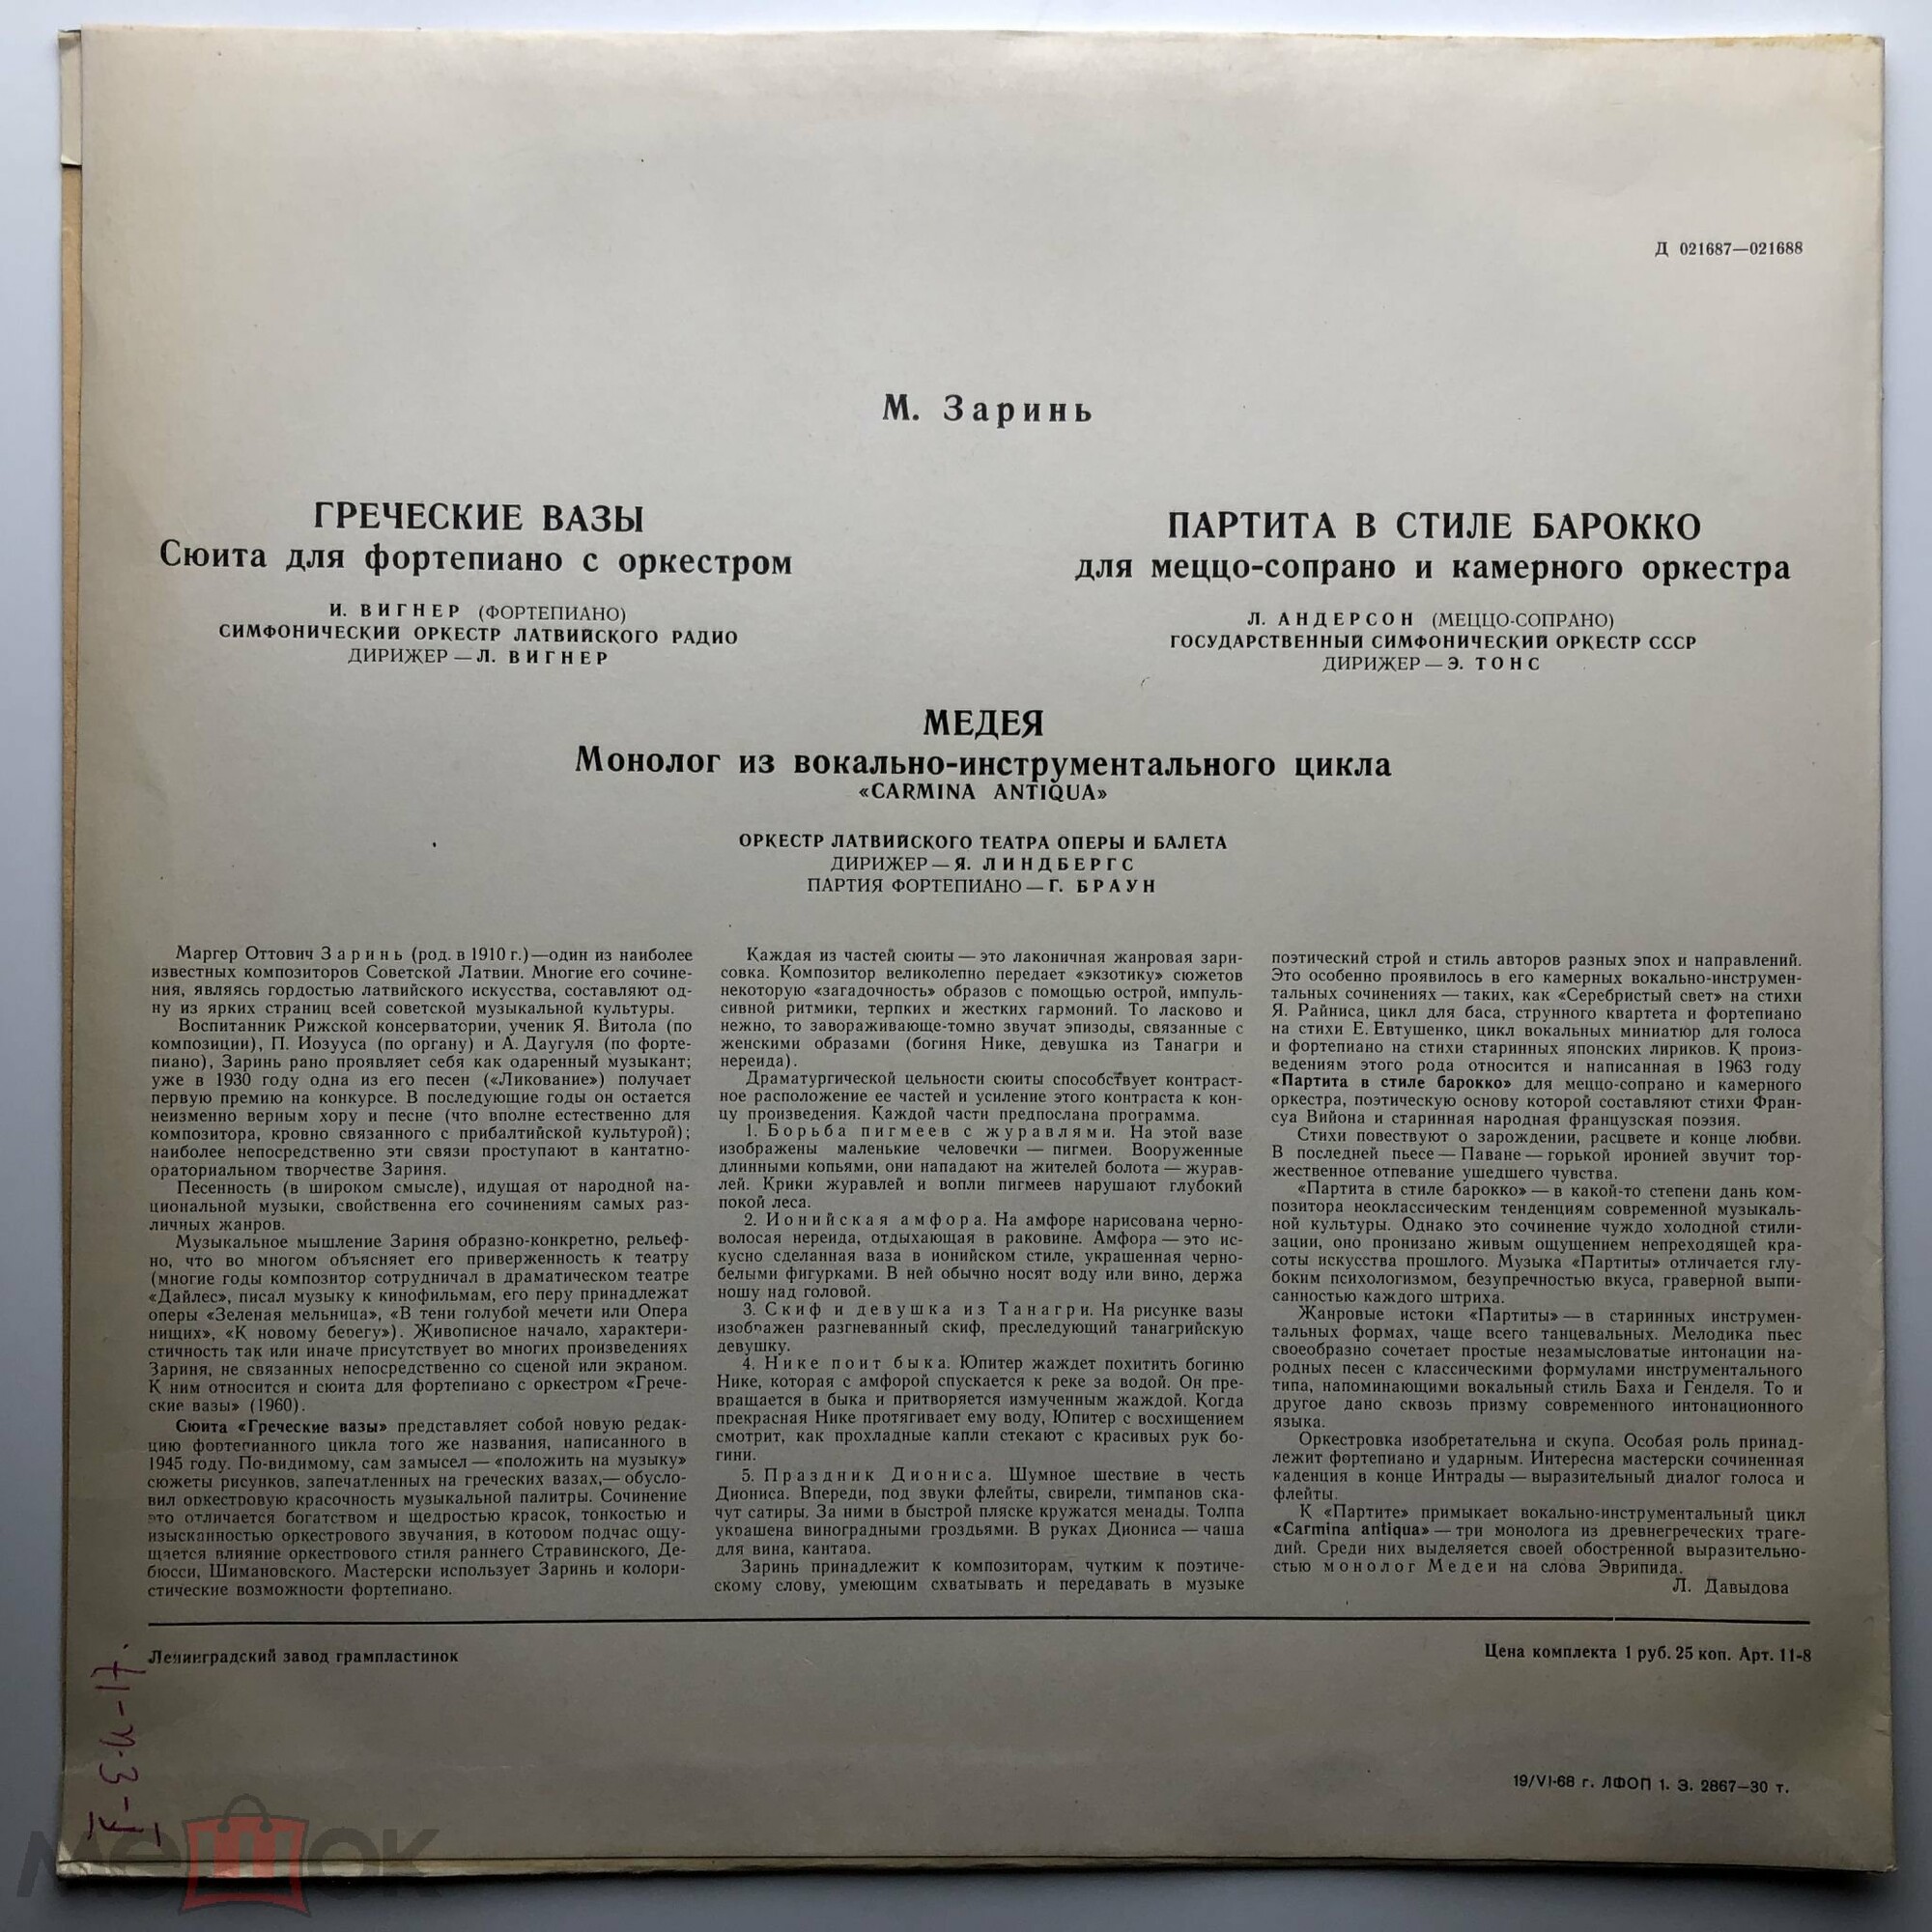 Д 021687—021688
М. Заринь
ГРЕЧЕСКИЕ ВАЗЫ
Сюита для фортепиано с оркестром
И. ВИГНЕР (ФОРТЕПИАНО)
СИМФОНИЧЕСКИЙ ОРКЕСТР ЛАТВИЙСКОГО РАДИО
ДИРИЖЕР — Л. ВИГНЕР
ПАРТИТА В СТИЛЕ БАРОККО
для меццо-сопрано и камерного оркестра
Л. АНДЕРСОН (МЕЦЦО-СОПРАНО)
ГОСУДАРСТВЕННЫЙ СИМФОНИЧЕСКИЙ ОРКЕСТР СССР
ДИРИЖЕР — Э. ТОНС
МЕДЕЯ
Монолог из вокально-инструментального цикла
«CARMINA ANTIQUA»
ОРКЕСТР ЛАТВИЙСКОГО ТЕАТРА ОПЕРЫ И БАЛЕТА
ДИРИЖЕР — Я. ЛИНДБЕРГС
ПАРТИЯ ФОРТЕПИАНО — Г. БРАУН
Маргер Оттович Заринь (род. в 1910 г.)—один из наиболее
известных композиторов Советской Латвии. Многие его сочине-
ния, являясь гордостью латвийского искусства, составляют од-
ну из ярких страниц всей советской музыкальной культуры.
Воспитанник Рижской консерватории, ученик Я. Витола (по
композиции), П. Иозууса (по органу) и А. Даугуля (по форте-
пиано), Заринь рано проявляет себя как одаренный музыкант;
уже в 1930 году одна из его песен («Ликование») получает
первую премию на конкурсе. В последующие годы он остается
неизменно верным хору и песне (что вполне естественно для
композитора, кровно связанного с прибалтийской культурой);
наиболее непосредственно эти связи проступают в кантатно-
ораториальном творчестве Зариня.
Песенность (в широком смысле), идущая от народной на-
циональной музыки, свойственна его сочинениям самых раз-
личных жанров.
Музыкальное мышление Зариня образно-конкретно, рельеф-
но, что во многом объясняет его приверженность к театру
(многие годы композитор сотрудничал в драматическом театре
«Дайлес», писал музыку к кинофильмам, его перу принадлежат
оперы «Зеленая мельница», «В тени голубой мечети или Опера
нищих», «К новому берегу»). Живописное начало, характери-
стичность так или иначе присутствует во многих произведениях
Зариня, не связанных непосредственно со сценой или экраном.
К ним относится и сюита для фортепиано с оркестром «Грече-
ские вазы» (1960).
Сюита «Греческие вазы» представляет собой новую редак-
цию фортепианного цикла того же названия, написанного в
1945 году. По-видимому, сам замысел — «положить на музыку»
сюжеты рисунков, запечатленных на греческих вазах,— обусло-
вил оркестровую красочность музыкальной палитры. Сочинение
это отличается богатством и щедростью красок, тонкостью и
изысканностью оркестрового звучания, в котором подчас ощу-
щается влияние оркестрового стиля раннего Стравинского, Де-
бюсси, Шимановского. Мастерски использует Заринь и колори-
стические возможности фортепиано.
Каждая из частей сюиты — это лаконичная жанровая зари-
совка. Композитор великолепно передает «экзотику» сюжетов
некоторую «загадочность» образов с помощью острой, импуль-
сивной ритмики, терпких и жестких гармоний. То ласково и
нежно, то завораживающе-томно звучат эпизоды, связанные с
женскими образами (богиня Нике, девушка из Танагри и
нереида).
Драматургической цельности сюиты способствует контраст-
ное расположение ее частей и усиление этого контраста к кон-
цу произведения. Каждой части предпослана программа.
1. Борьба пигмеев с журавлями. На этой вазе
изображены маленькие человечки — пигмеи. Вооруженные
длинными копьями, они нападают на жителей болота — журав-
лей. Крики журавлей и вопли пигмеев нарушают глубокий
покой леса.
2. Ионийская амфора. На амфоре нарисована черно-
волосая нереида, отдыхающая в раковине. Амфора — это ис-
кусно сделанная ваза в ионийском стиле, украшенная черно-
белыми фигурками. В ней обычно носят воду или вино, держа
ношу над головой.
3. Скиф и девушка из Танагри. На рисунке вазы
изображен разгневанный скиф, преследующий танагрийскую
девушку.
4. Нике поит быка. Юпитер жаждет похитить богиню
Нике, которая с амфорой спускается к реке за водой. Он пре-
вращается в быка и притворяется измученным жаждой. Когда
прекрасная Нике протягивает ему воду, Юпитер с восхищением
смотрит, как прохладные капли стекают с красивых рук бо-
гини.
5. Праздник Диониса. Шумное шествие в честь
Диониса. Впереди, под звуки флейты, свирели, тимпанов ска-
чут сатиры. За ними в быстрой пляске кружатся менады. Толпа
украшена виноградными гроздьями. В руках Диониса — чаша
для вина, кантара.
Заринь принадлежит к композиторам, чутким к поэтиче-
скому слову, умеющим схватывать и передавать в музыке
поэтический строй и стиль авторов разных эпох и направлений.
Это особенно проявилось в его камерных вокально-инструмен-
тальных сочинениях — таких, как «Серебристый свет» на стихи
Я. Райниса, цикл для баса, струнного квартета и фортепиано
на стихи Е. Евтушенко, цикл вокальных миниатюр для голоса
и фортепиано на стихи старинных японских лириков. К произ-
ведениям этого рода относится и написанная в 1963 году
«Партита в стиле барокко» для меццо-сопрано и камерного
оркестра, поэтическую основу которой составляют стихи Фран-
суа Вийона и старинная народная французская поэзия.
Стихи повествуют о зарождении, расцвете и конце любви.
В последней пьесе — Паване — горькой иронией звучит тор-
жественное отпевание ушедшего чувства.
«Партита в стиле барокко» — в какой-то степени дань ком-
позитора неоклассическим тенденциям современной музыкаль-
ной культуры. Однако это сочинение чуждо холодной стили-
зации, оно пронизано живым ощущением непреходящей кра-
соты искусства прошлого. Музыка «Партиты» отличается глу-
боким психологизмом, безупречностью вкуса, граверной выпи-
санностью каждого штриха.
Жанровые истоки «Партиты» — в старинных инструмен-
тальных формах, чаще всего танцевальных. Мелодика пьес
своеобразно сочетает простые незамысловатые интонации на-
родных песен с классическими формулами инструментального
типа, напоминающими вокальный стиль Баха и Генделя. То и
другое дано сквозь призму современного интонационного
языка.
Оркестровка изобретательна и скупа. Особая роль принад-
лежит фортепиано и ударным. Интересна мастерски сочиненная
каденция в конце Интрады — выразительный диалог голоса и
флейты.
К «Партите» примыкает вокально-инструментальный цикл
«Carmina antiqua» — три монолога из древнегреческих траге-
дий. Среди них выделяется своей обостренной выразительно-
стью монолог Медеи на слова Эврипида.
Л. Давыдова
Ленинградский завод грампластинок
Цена комплекта 1 руб. 25 коп. Арт. 11-8
19/VI-68 г. ЛФОП 1. З. 2867—30 т.
мешок